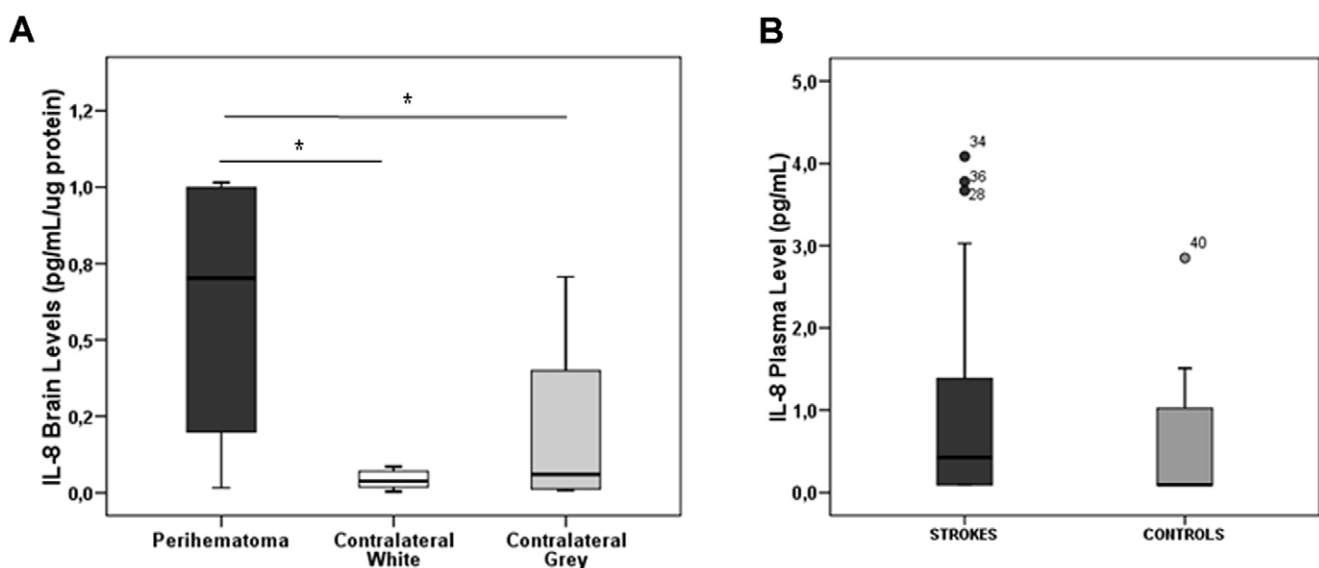 A
IL-8 Brain Levels (pg/mL/ug protein)
1,2
1,0
0,8
0,5
0,2
0,0
*
*
Perihematoma
Contralateral
White
Contralateral
Grey
B
IL-8 Plasma Level (pg/mL)
5,0
4,0
3,0
2,0
1,0
0,0
34
36
28
40
STROKES
CONTROLS